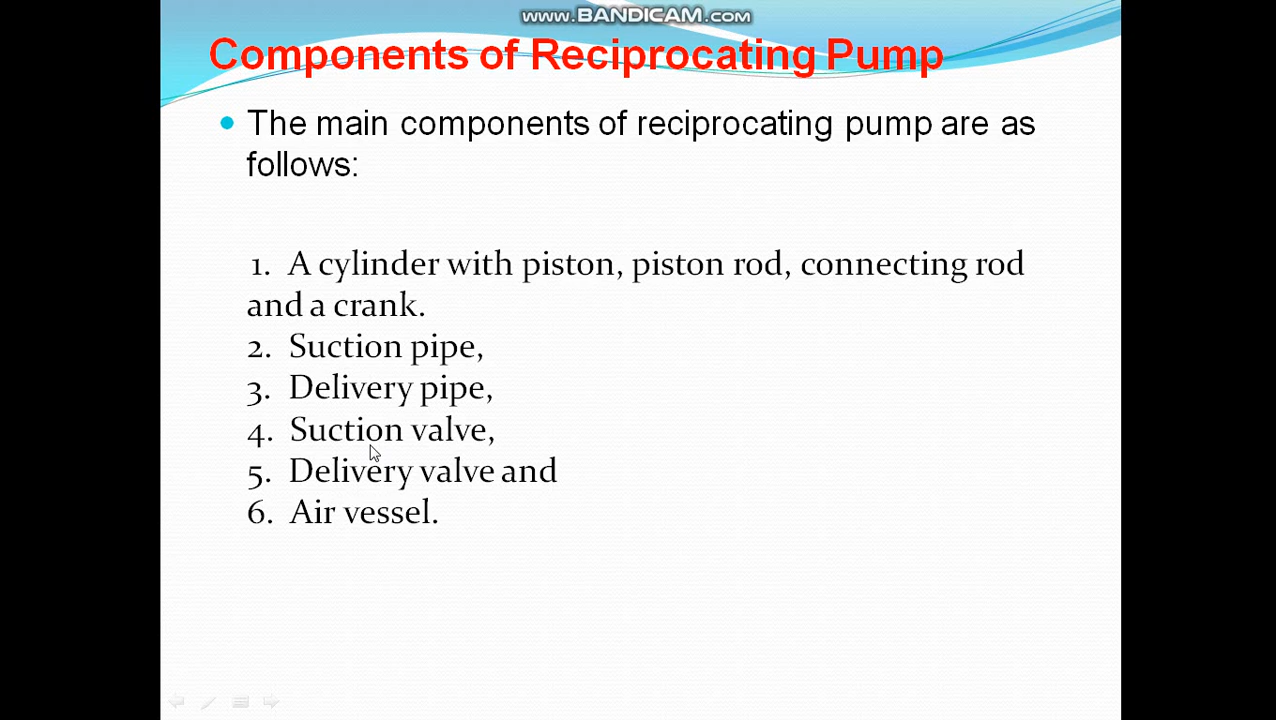 www.BANDICAM.com
Components of Reciprocating Pump
The main components of reciprocating pump are as
follows:
1. A cylinder with piston, piston rod, connecting rod
and a crank.
2. Suction pipe,
3. Delivery pipe,
4. Suction valve,
5. Delivery valve and
6. Air vessel.